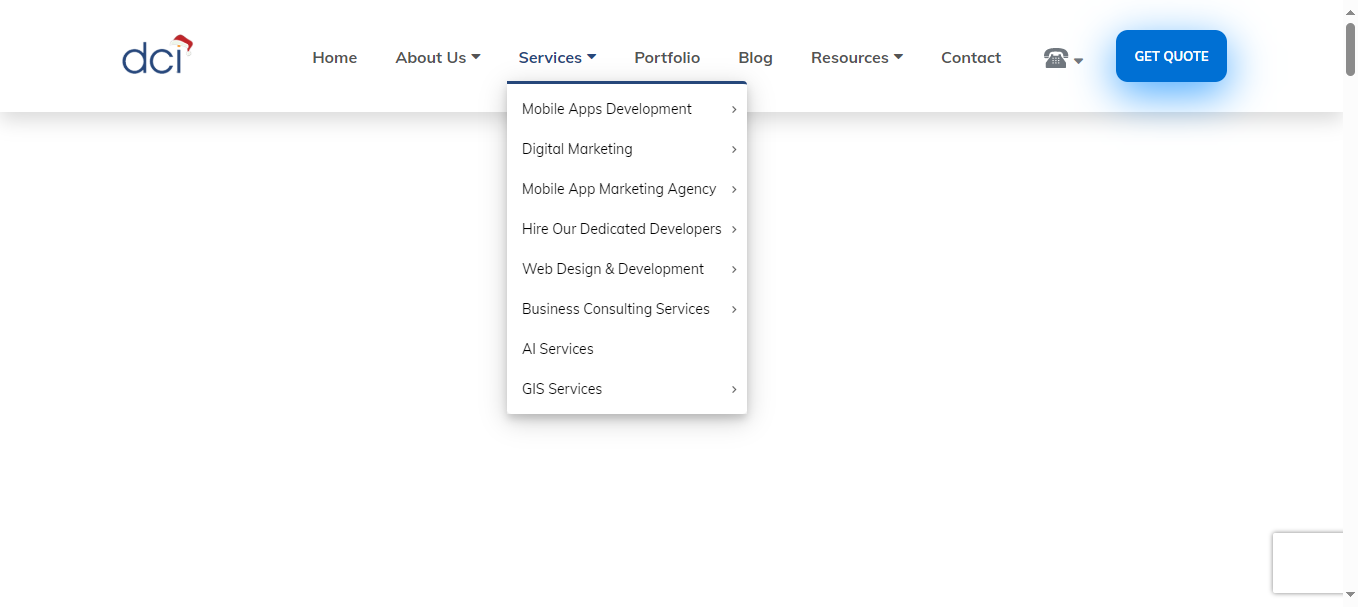 dci
Home
About Us
Services
Portfolio
Blog
Resources
Contact
GET QUOTE
Mobile Apps Development
Digital Marketing
Mobile App Marketing Agency
Hire Our Dedicated Developers
Web Design & Development
Business Consulting Services
AI Services
GIS Services